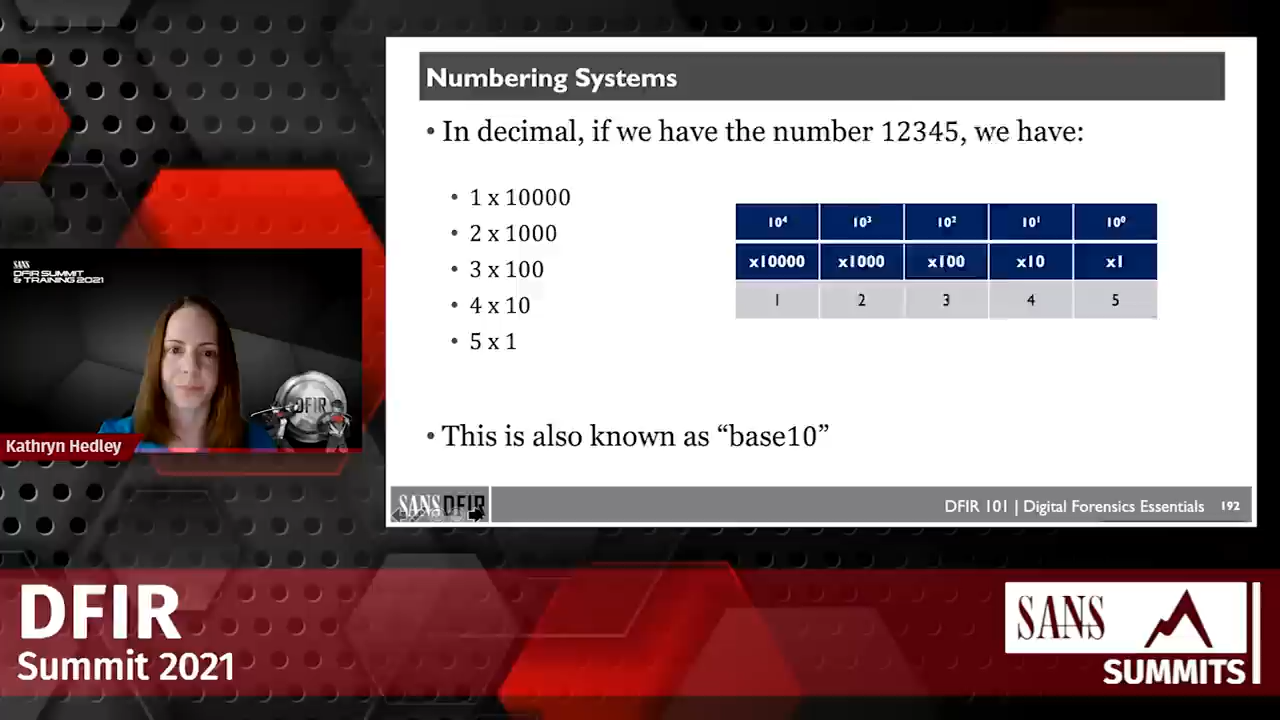 Numbering Systems
• In decimal, if we have the number 12345, we have:
• 1 x 10000
• 2 x 1000
• 3 x 100
• 4 x 10
• 5 x 1
10⁴ 10³ 10² 10¹ 10⁰
x10000 x1000 x100 x10 x1
1 2 3 4 5
• This is also known as “base10”
SANS DFIR
DFIR 101 | Digital Forensics Essentials 192
SANS
DFIR SUMMIT
& TRAINING 2021
DFIR
Kathryn Hedley
DFIR
Summit 2021
SANS
SUMMITS